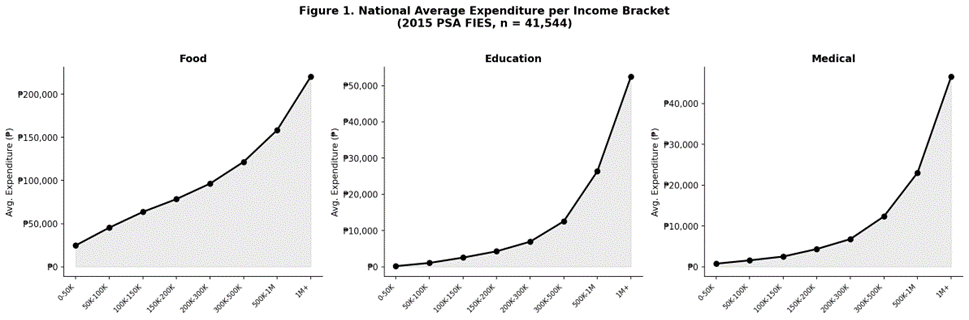 Figure 1. National Average Expenditure per Income Bracket
(2015 PSA FIES, n = 41,544)
Food
Avg. Expenditure (₱)
₱200,000
₱150,000
₱100,000
₱50,000
₱0
0-50K
50K-100K
100K-150K
150K-200K
200K-300K
300K-500K
500K-1M
1M+
Education
Avg. Expenditure (₱)
₱50,000
₱40,000
₱30,000
₱20,000
₱10,000
₱0
0-50K
50K-100K
100K-150K
150K-200K
200K-300K
300K-500K
500K-1M
1M+
Medical
Avg. Expenditure (₱)
₱40,000
₱30,000
₱20,000
₱10,000
₱0
0-50K
50K-100K
100K-150K
150K-200K
200K-300K
300K-500K
500K-1M
1M+